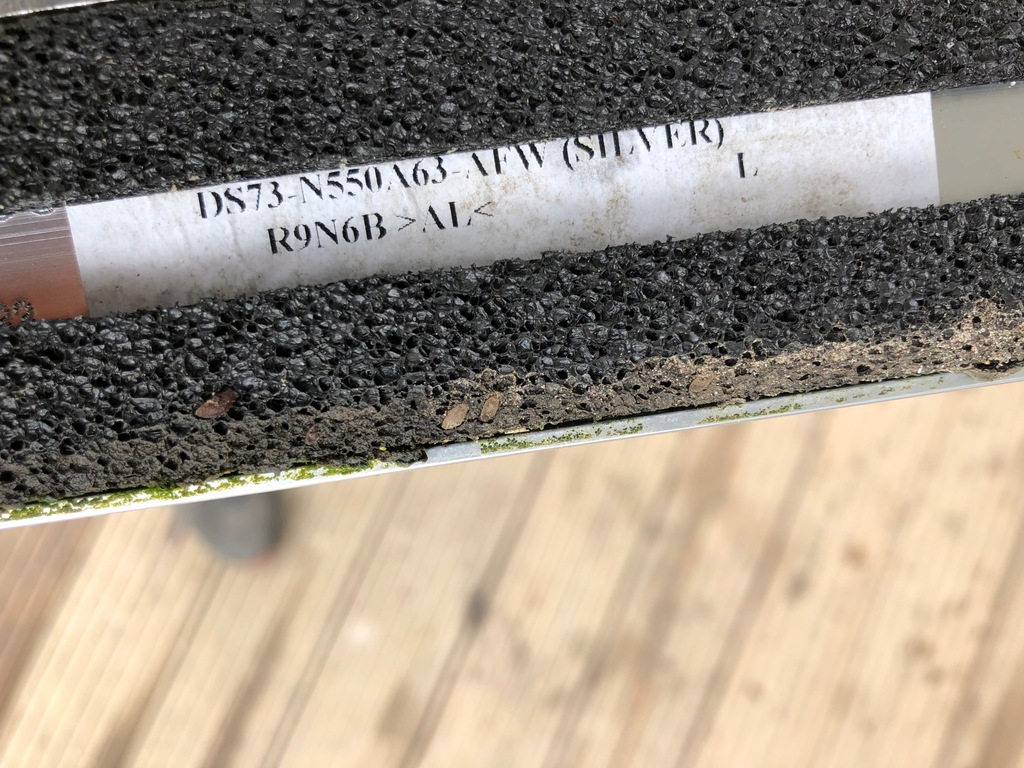 DS73-N550A63-AFW (SILVER)
R9N6B >AL< L